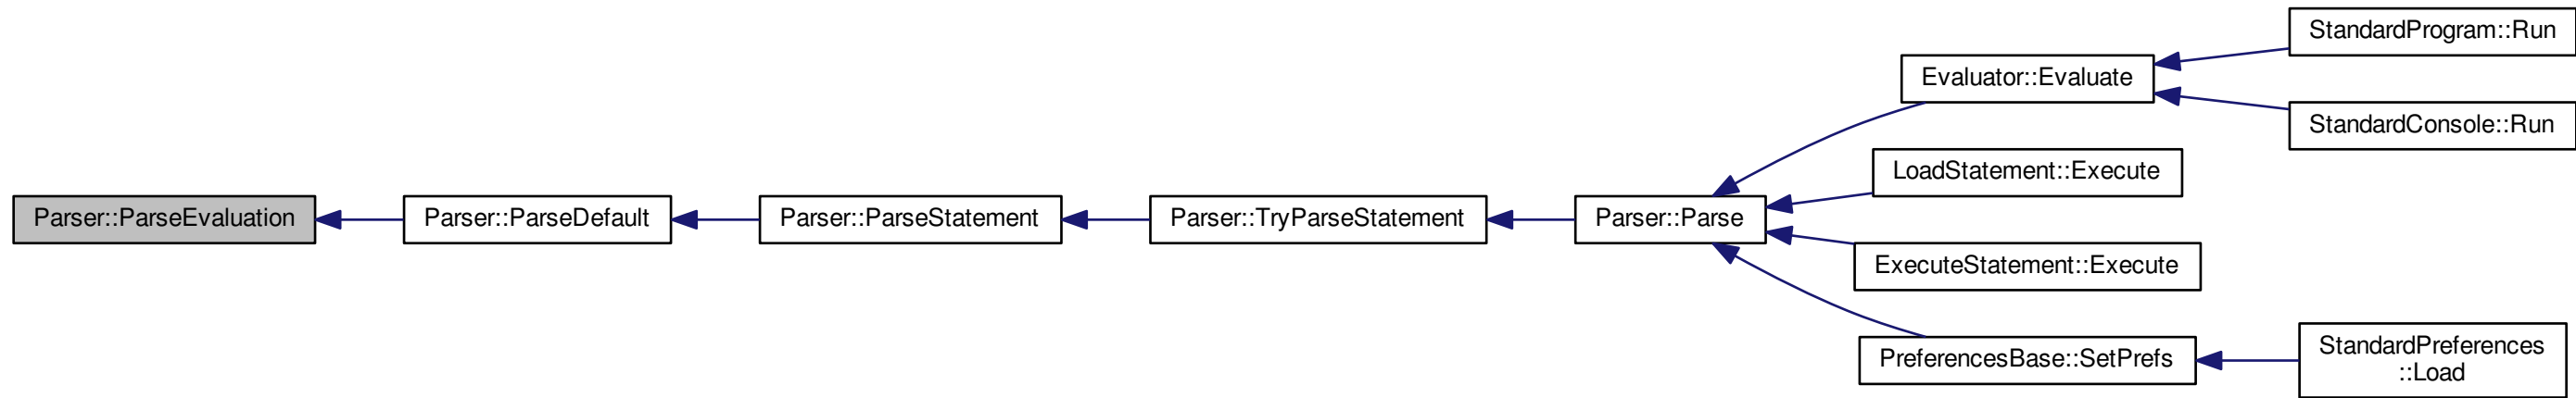 StandardProgram::Run
Evaluator::Evaluate
StandardConsole::Run
LoadStatement::Execute
Parser::ParseEvaluation
Parser::ParseDefault
Parser::ParseStatement
Parser::TryParseStatement
Parser::Parse
ExecuteStatement::Execute
PreferencesBase::SetPrefs
StandardPreferences
::Load